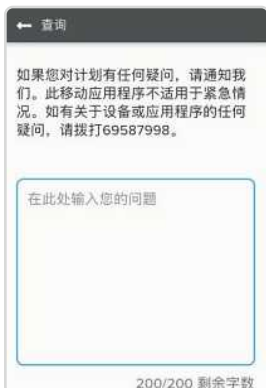 查询
如果您对计划有任何疑问，请通知我
们。此移动应用程序不适用于紧急情
况。如有关于设备或应用程序的任何
疑问，请拨打69587998。
在此处输入您的问题
200/200 剩余字数